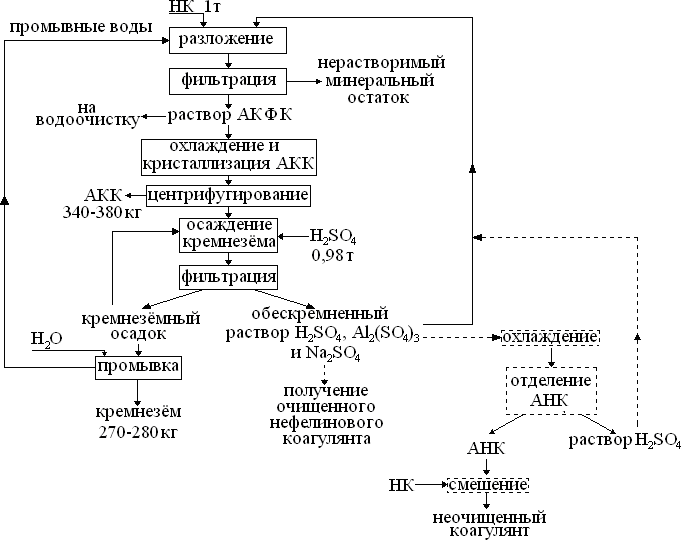 НК 1т
промывные воды
разложение
фильтрация
нерастворимый
минеральный
остаток
на
водоочистку
раствор АКФК
охлаждение и
кристаллизация АКК
центрифугирование
АКК
340-380 кг
осаждение
кремнезёма
H₂SO₄
0,98 т
фильтрация
кремнезёмный
осадок
обескремненный
раствор H₂SO₄, Al₂(SO₄)₃
и Na₂SO₄
H₂O
промывка
кремнезём
270-280 кг
получение
очищенного
нефелинового
коагулянта
охлаждение
отделение
АНК
АНК
раствор H₂SO₄
НК
смешение
неочищенный
коагулянт